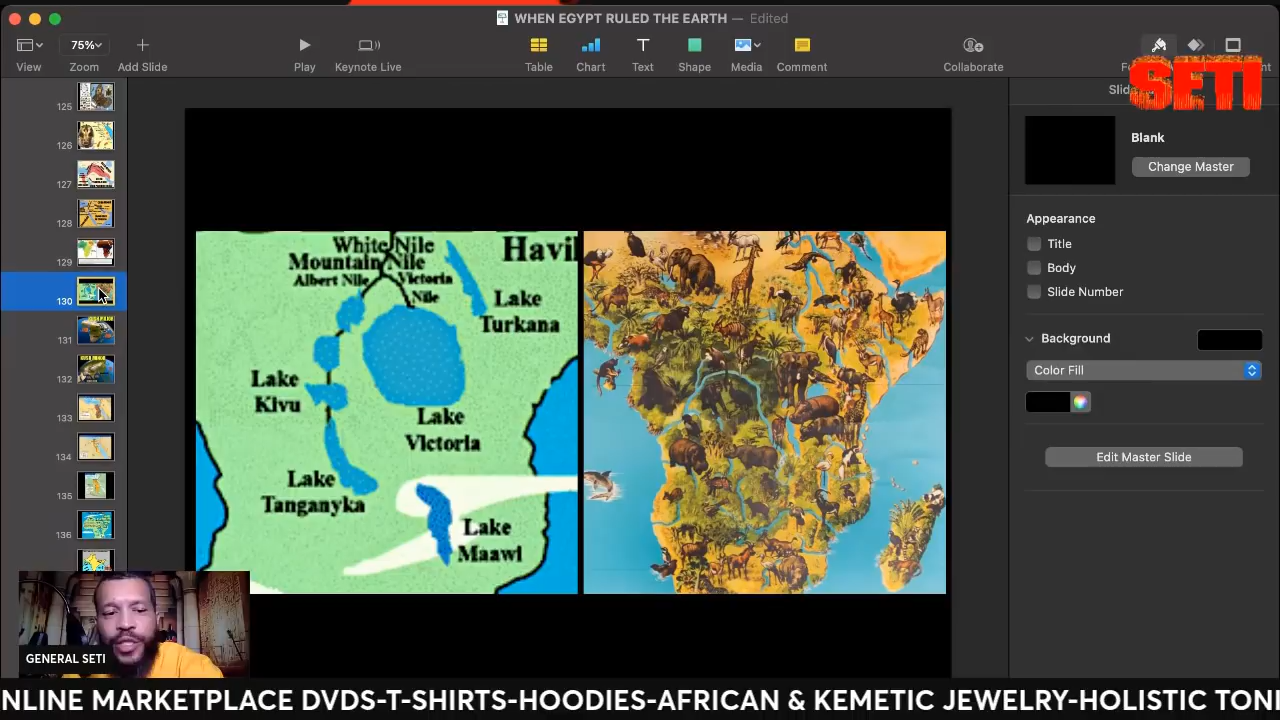 WHEN EGYPT RULED THE EARTH — Edited
75%
View
Zoom
Add Slide
Play
Keynote Live
Table
Chart
Text
Shape
Media
Comment
Collaborate
SETI
125
126
127
128
129
130
131
132
133
134
135
136
White Nile
Mountain Nile
Albert Nile
Victoria
Nile
Havil
Lake
Turkana
Lake
Kivu
Lake
Victoria
Lake
Tanganyka
Lake
Maawi
Blank
Change Master
Appearance
Title
Body
Slide Number
Background
Color Fill
Edit Master Slide
GENERAL SETI
NLINE MARKETPLACE DVDS-T-SHIRTS-HOODIES-AFRICAN & KEMETIC JEWELRY-HOLISTIC TONI